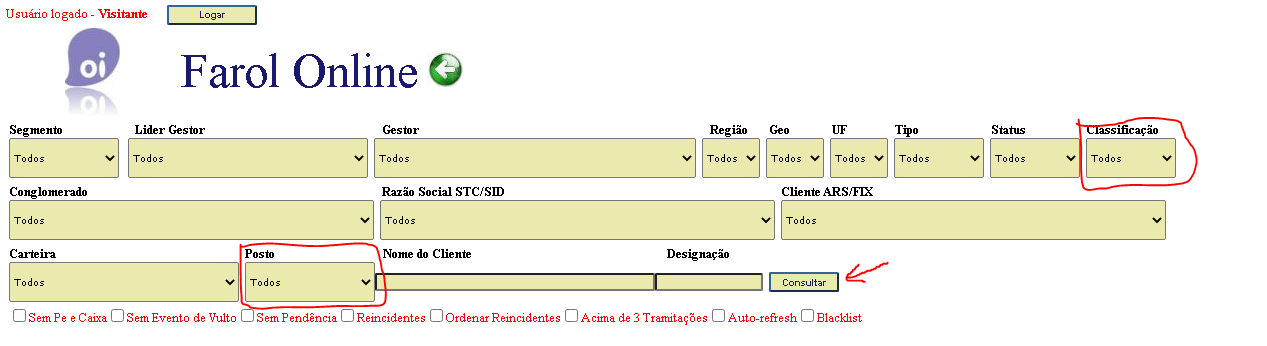 Usuário logado - Visitante Logar
oi
Farol Online
Segmento Lider Gestor Gestor Região Geo UF Tipo Status Classificação
Todos Todos Todos Todos Todos Todos Todos Todos Todos
Conglomerado Razão Social STC/SID Cliente ARS/FIX
Todos Todos Todos
Carteira Posto Nome do Cliente Designação
Todos Todos Consultar
Sem Pe e Caixa Sem Evento de Vulto Sem Pendência Reincidentes Ordenar Reincidentes Acima de 3 Tramitações Auto-refresh Blacklist